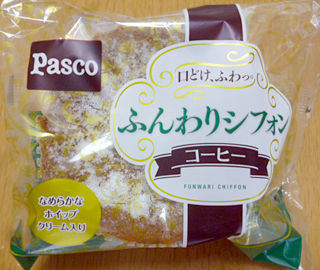 Pasco
口どけ、ふわっ。
ふんわりシフォン
コーヒー
FUNWARI CHIFFON
なめらかな
ホイップ
クリーム入り